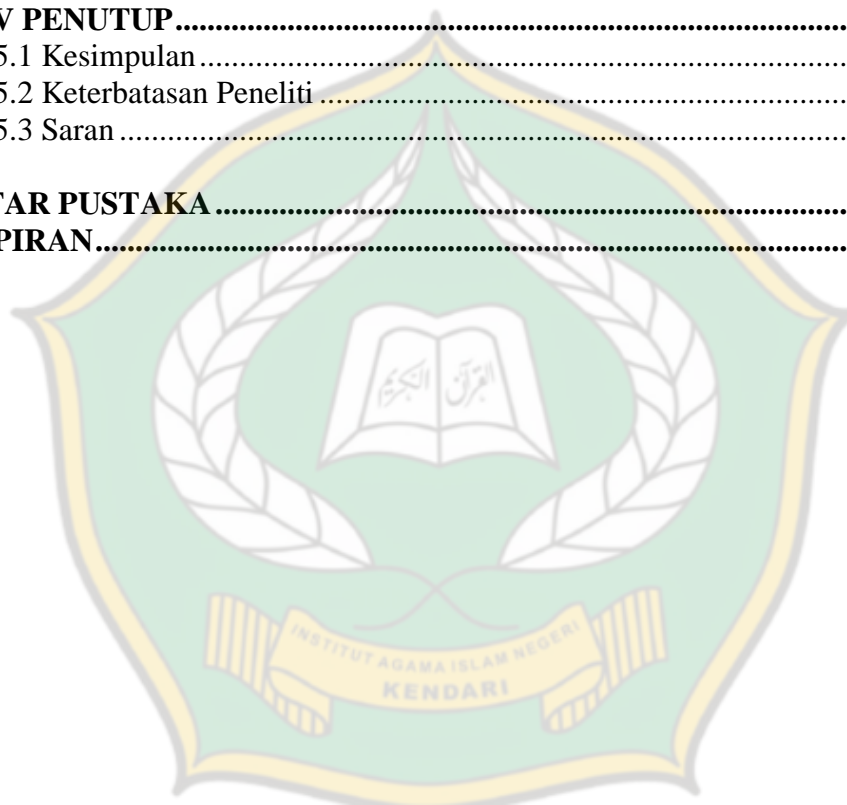 V PENUTUP
5.1 Kesimpulan
5.2 Keterbatasan Peneliti
5.3 Saran
TAR PUSTAKA
PIRAN
القرآن الكريم
INSTITUT AGAMA ISLAM NEGERI
KENDARI